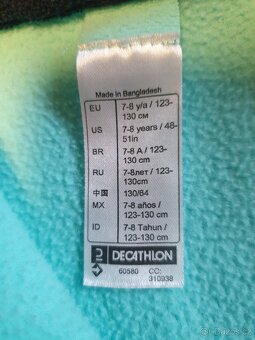 Made in Bangladesh
EU 7-8 y/a / 123-
130 см
US 7-8 years / 48-
51in
BR 7-8 A / 123-
130 cm
RU 7-8лет / 123-
130cm
中国 130/64
MX 7-8 años /
123-130 cm
ID 7-8 Tahun /
123-130 cm
DECATHLON
60580 CC:
310938